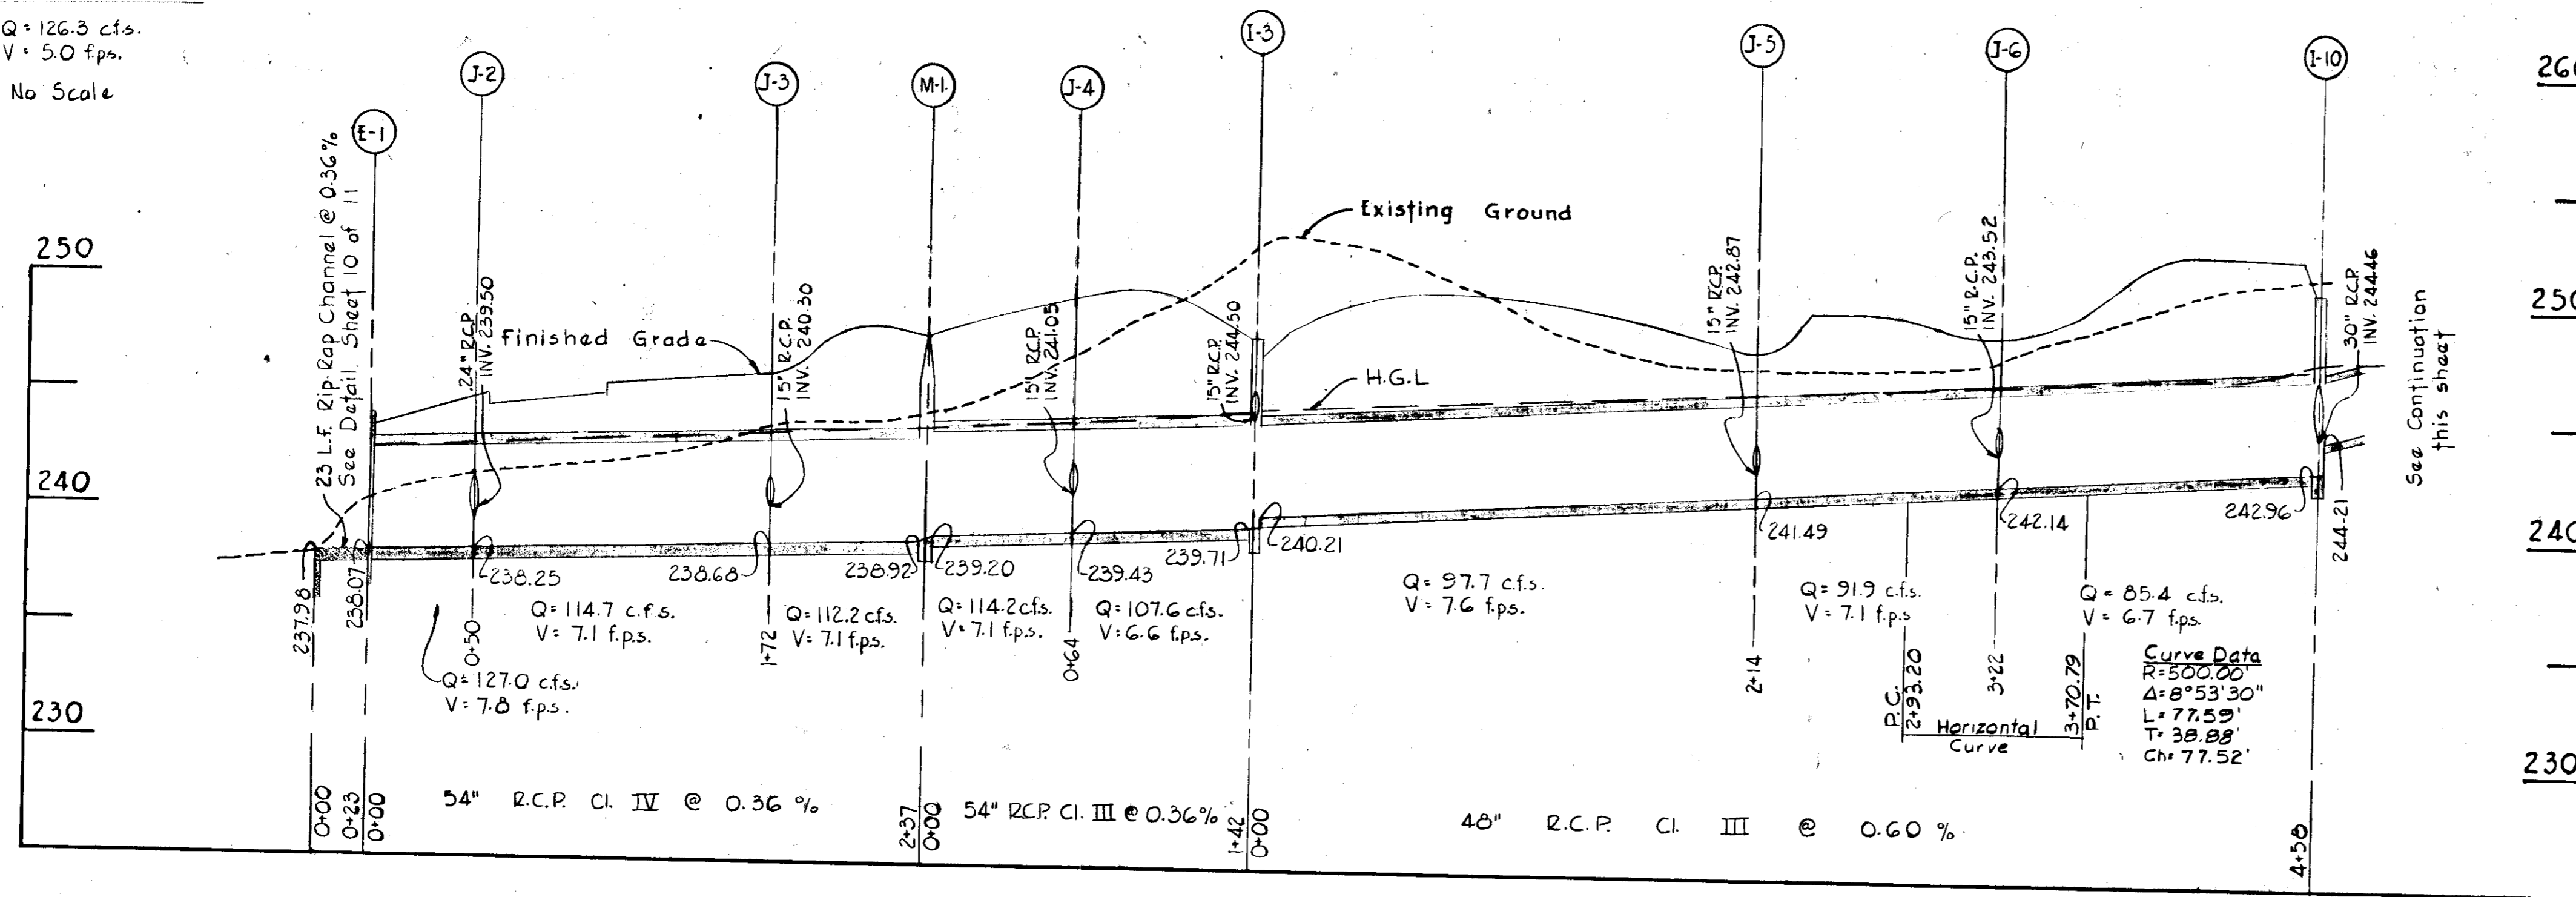 Q = 126.3 c.f.s.
V = 5.0 f.p.s.
No Scale
E-1
J-2
J-3
M-1
J-4
I-3
J-5
J-6
I-10
260
250
240
230
250
240
230
23 L.F. Rip Rap Channel @ 0.36%
See Detail Sheet 10 of 11
24" R.C.P.
INV. 239.50
Finished Grade
15" R.C.P.
INV. 240.30
15" R.C.P.
INV. 241.05
15" R.C.P.
INV. 244.50
Existing Ground
H.G.L
15" R.C.P.
INV. 242.87
15" R.C.P.
INV. 243.52
30" R.C.P.
INV. 244.46
See Continuation
this sheet
237.98
238.07
238.25
238.68
238.92
239.20
239.43
239.71
240.21
241.49
242.14
242.96
244.21
Q = 127.0 c.f.s.
V = 7.8 f.p.s.
0+50
Q = 114.7 c.f.s.
V = 7.1 f.p.s.
1+72
Q = 112.2 c.f.s.
V = 7.1 f.p.s.
Q = 114.2 c.f.s.
V = 7.1 f.p.s.
0+64
Q = 107.6 c.f.s.
V = 6.6 f.p.s.
Q = 97.7 c.f.s.
V = 7.6 f.p.s.
2+14
Q = 91.9 c.f.s.
V = 7.1 f.p.s
P.C.
2+93.20
3+22
Horizontal
Curve
3+70.79
P.T.
Q = 85.4 c.f.s.
V = 6.7 f.p.s.
Curve Data
R=500.00'
Δ=8°53'30"
L=77.59'
T=38.88'
Ch=77.52'
0+00
0+23
0+00
54" R.C.P. Cl. IV @ 0.36 %
2+37
0+00
54" R.C.P. Cl. III @ 0.36%
1+42
0+00
48" R.C.P. Cl. III @ 0.60 %
4+58